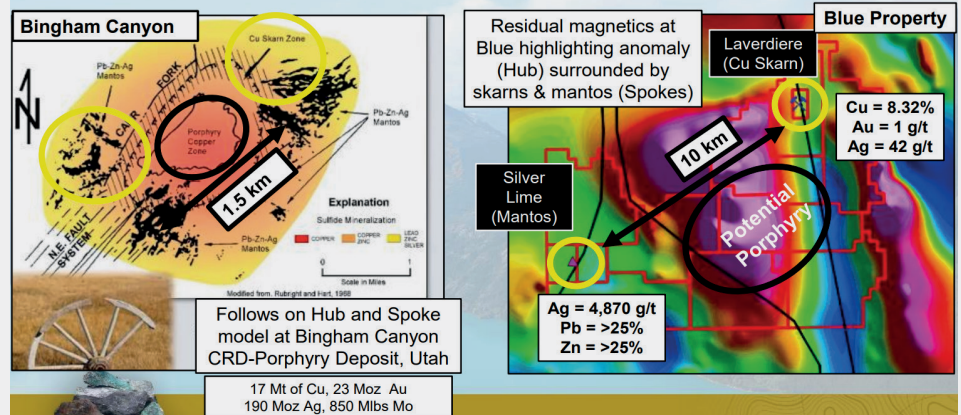 Bingham Canyon
Cu Skarn Zone
Pb-Zn-Ag
Mantos
FORK
CARR
N
Porphyry
Copper
Zone
Pb-Zn-Ag
Mantos
1.5 km
Explanation
Sulfide Mineralization
COPPER
COPPER
ZINC
LEAD
ZINC
SILVER
Pb-Zn-Ag
Mantos
N.E. FAULT
SYSTEM
0
1
Scale in Miles
Modified from. Rubright and Hart, 1968
Follows on Hub and Spoke
model at Bingham Canyon
CRD-Porphyry Deposit, Utah
17 Mt of Cu, 23 Moz Au
190 Moz Ag, 850 Mlbs Mo
Residual magnetics at
Blue highlighting anomaly
(Hub) surrounded by
skarns & mantos (Spokes)
Blue Property
Laverdiere
(Cu Skarn)
Cu = 8.32%
Au = 1 g/t
Ag = 42 g/t
10 km
Silver
Lime
(Mantos)
Potential
Porphyry
Ag = 4,870 g/t
Pb = >25%
Zn = >25%